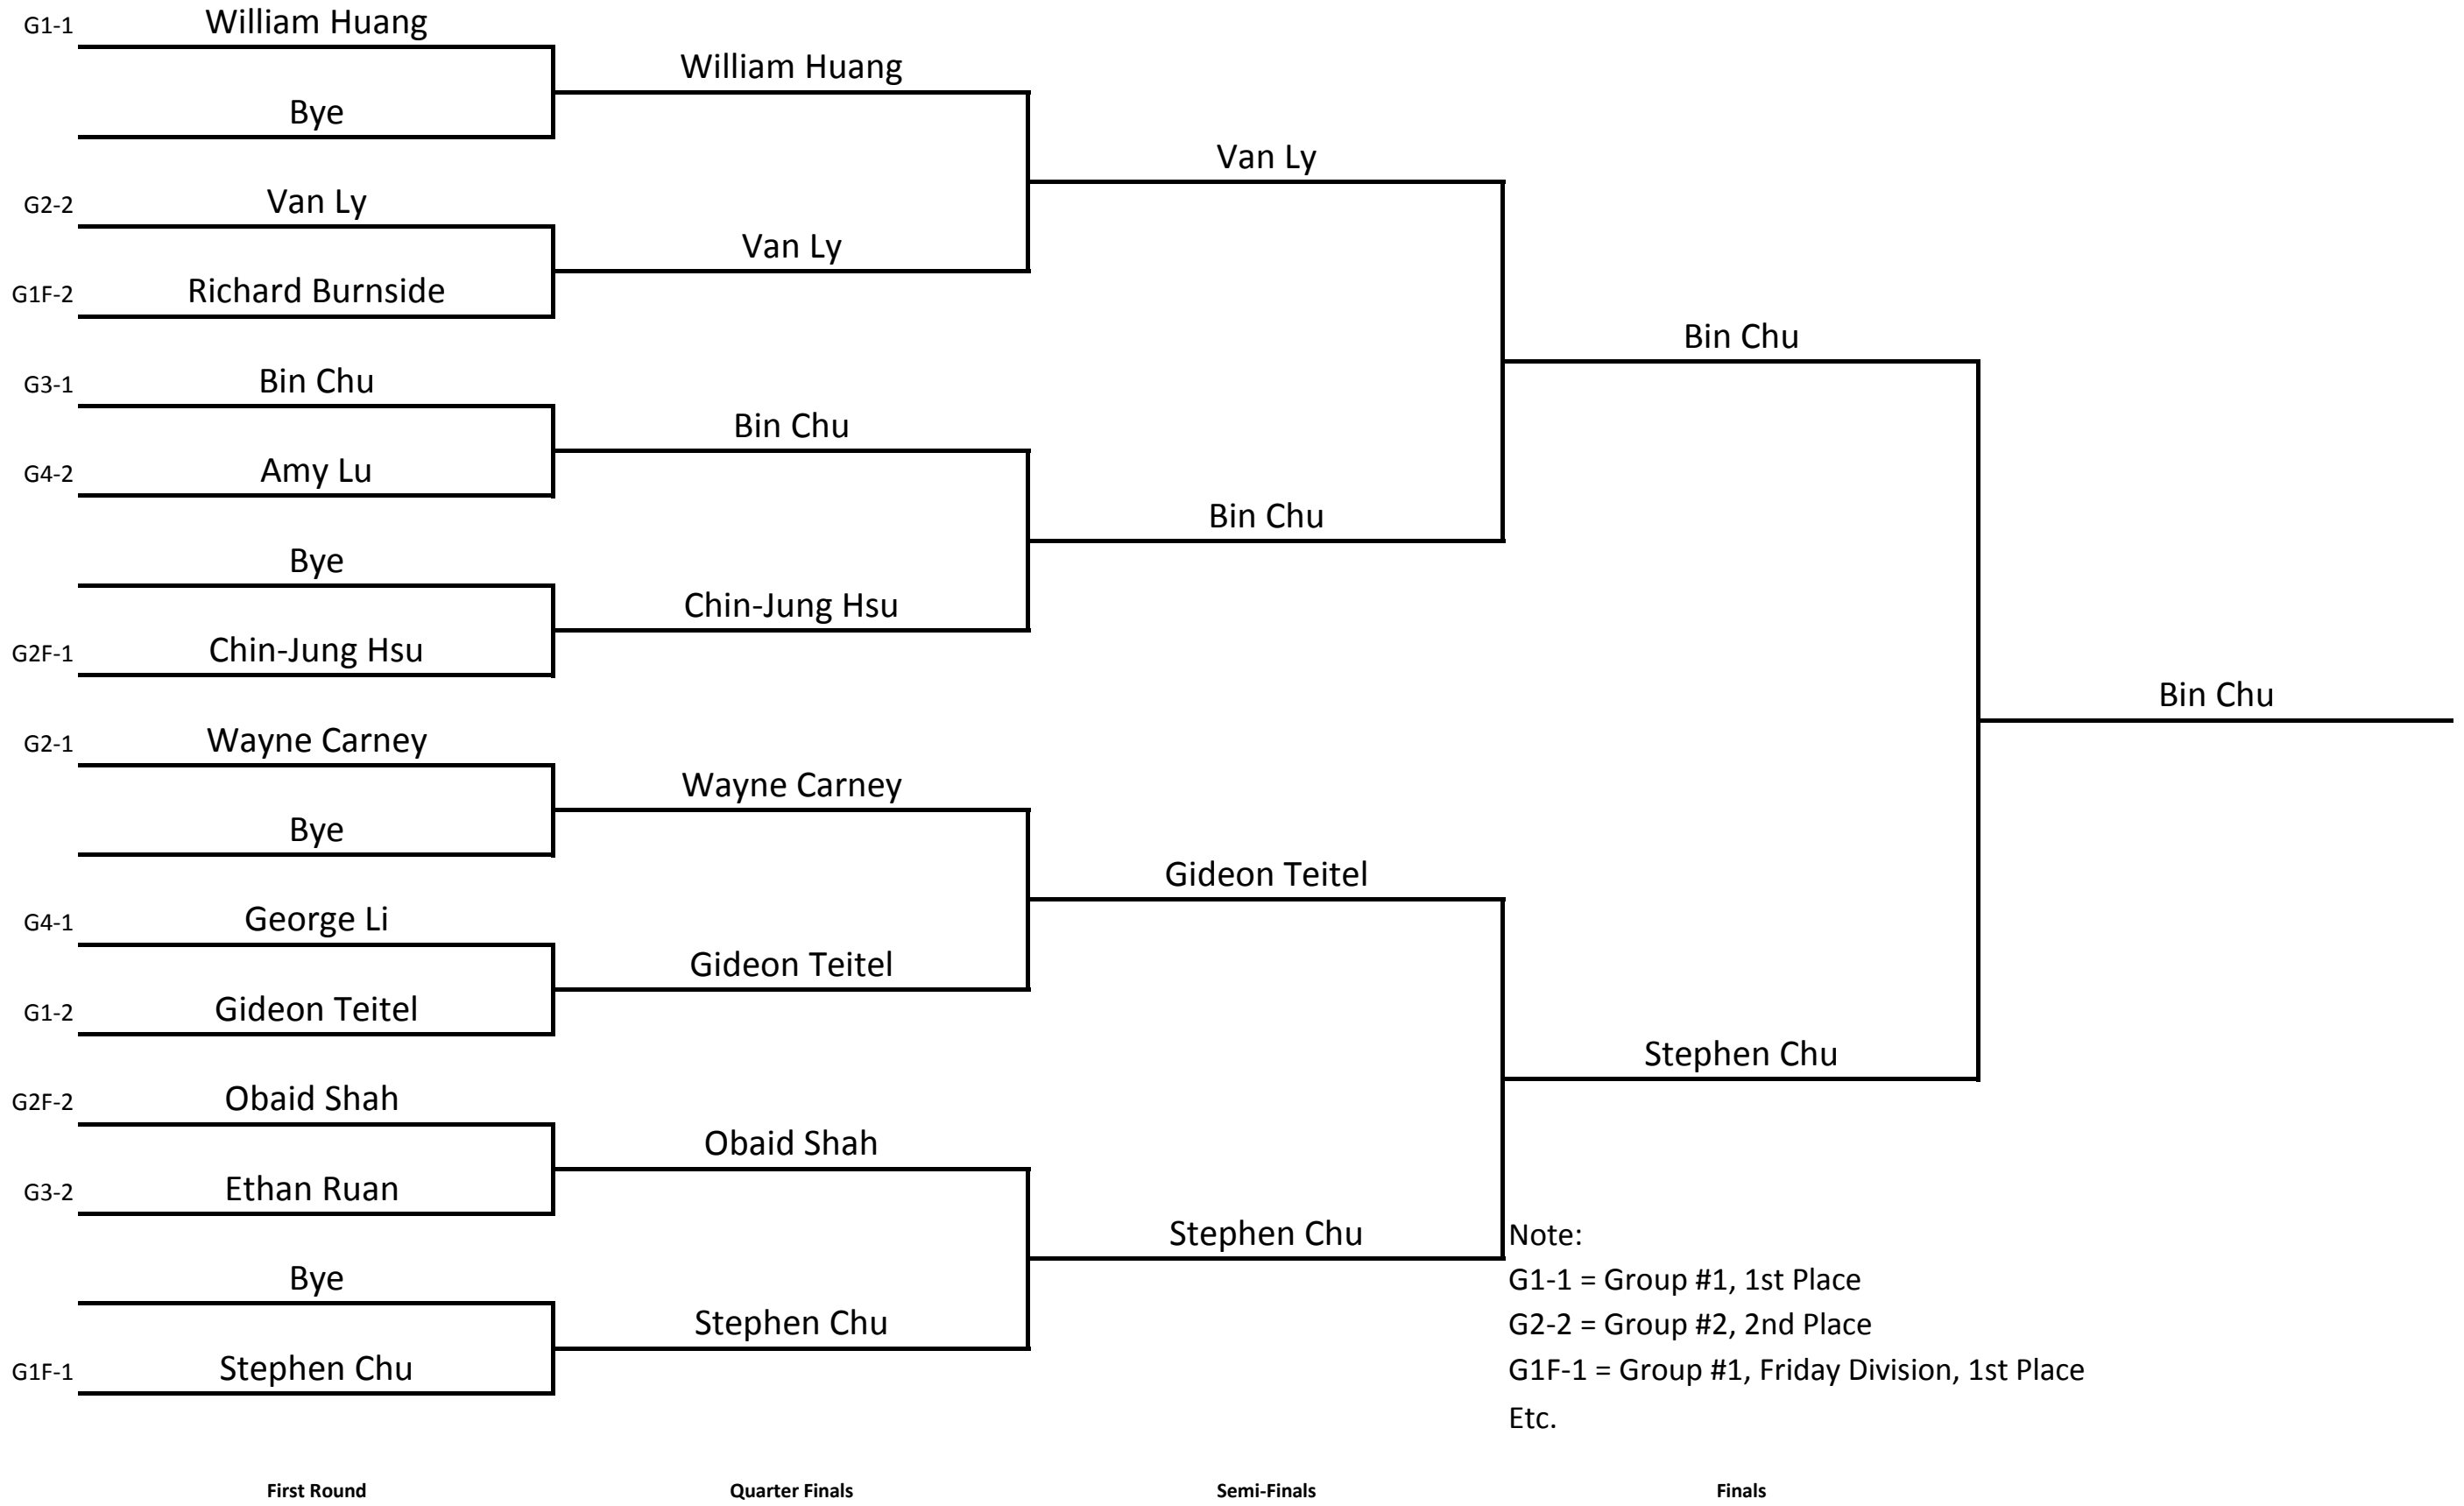 G1-1 William Huang
William Huang
Bye
Van Ly
G2-2 Van Ly
Van Ly
G1F-2 Richard Burnside
Bin Chu
G3-1 Bin Chu
Bin Chu
G4-2 Amy Lu
Bin Chu
Bye
Chin-Jung Hsu
G2F-1 Chin-Jung Hsu
Bin Chu
G2-1 Wayne Carney
Wayne Carney
Bye
Gideon Teitel
G4-1 George Li
Gideon Teitel
G1-2 Gideon Teitel
Stephen Chu
G2F-2 Obaid Shah
Obaid Shah
G3-2 Ethan Ruan
Stephen Chu
Note:
Bye
G1-1 = Group #1, 1st Place
Stephen Chu
G2-2 = Group #2, 2nd Place
G1F-1 Stephen Chu
G1F-1 = Group #1, Friday Division, 1st Place
Etc.
First Round Quarter Finals Semi-Finals Finals